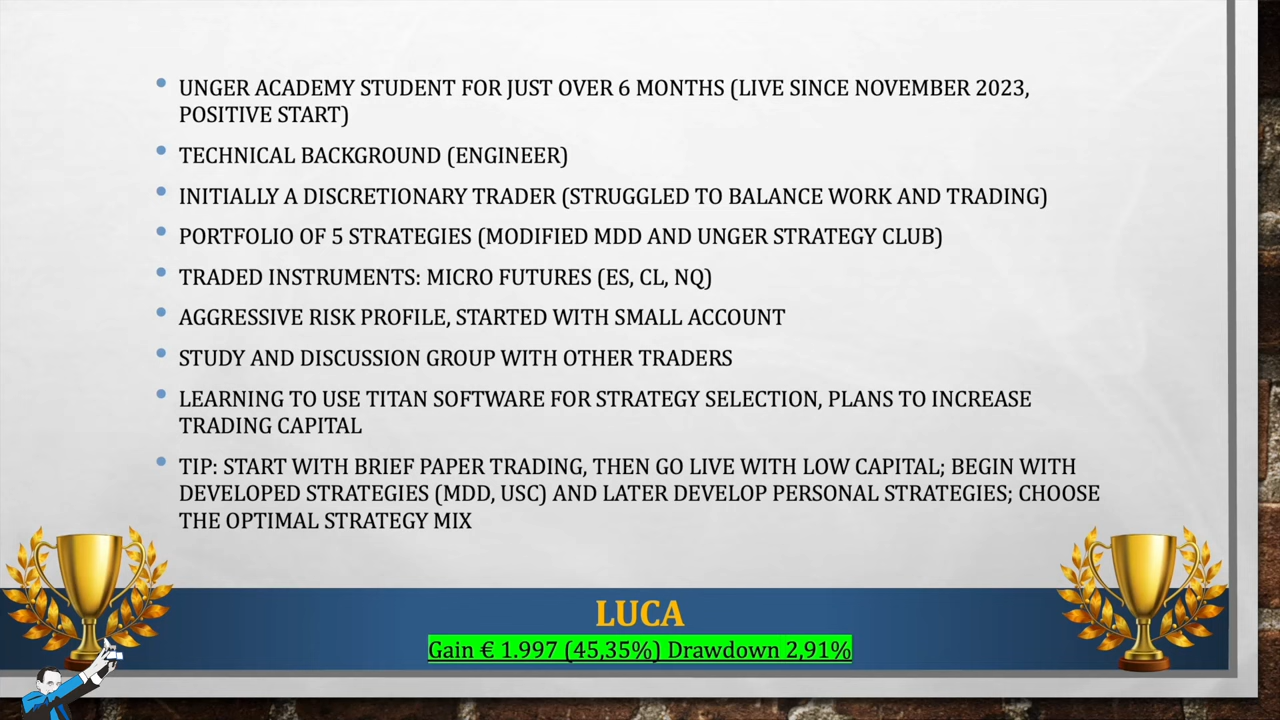 UNGER ACADEMY STUDENT FOR JUST OVER 6 MONTHS (LIVE SINCE NOVEMBER 2023,
POSITIVE START)
TECHNICAL BACKGROUND (ENGINEER)
INITIALLY A DISCRETIONARY TRADER (STRUGGLED TO BALANCE WORK AND TRADING)
PORTFOLIO OF 5 STRATEGIES (MODIFIED MDD AND UNGER STRATEGY CLUB)
TRADED INSTRUMENTS: MICRO FUTURES (ES, CL, NQ)
AGGRESSIVE RISK PROFILE, STARTED WITH SMALL ACCOUNT
STUDY AND DISCUSSION GROUP WITH OTHER TRADERS
LEARNING TO USE TITAN SOFTWARE FOR STRATEGY SELECTION, PLANS TO INCREASE
TRADING CAPITAL
TIP: START WITH BRIEF PAPER TRADING, THEN GO LIVE WITH LOW CAPITAL; BEGIN WITH
DEVELOPED STRATEGIES (MDD, USC) AND LATER DEVELOP PERSONAL STRATEGIES; CHOOSE
THE OPTIMAL STRATEGY MIX
LUCA
Gain € 1.997 (45,35%) Drawdown 2,91%